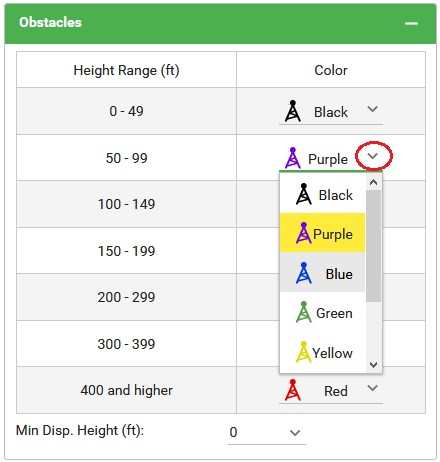 Obstacles
Height Range (ft) Color
0 - 49 Black
50 - 99 Purple
100 - 149 Black
150 - 199 Purple
Blue
200 - 299 Green
300 - 399 Yellow
400 and higher Red
Min Disp. Height (ft): 0